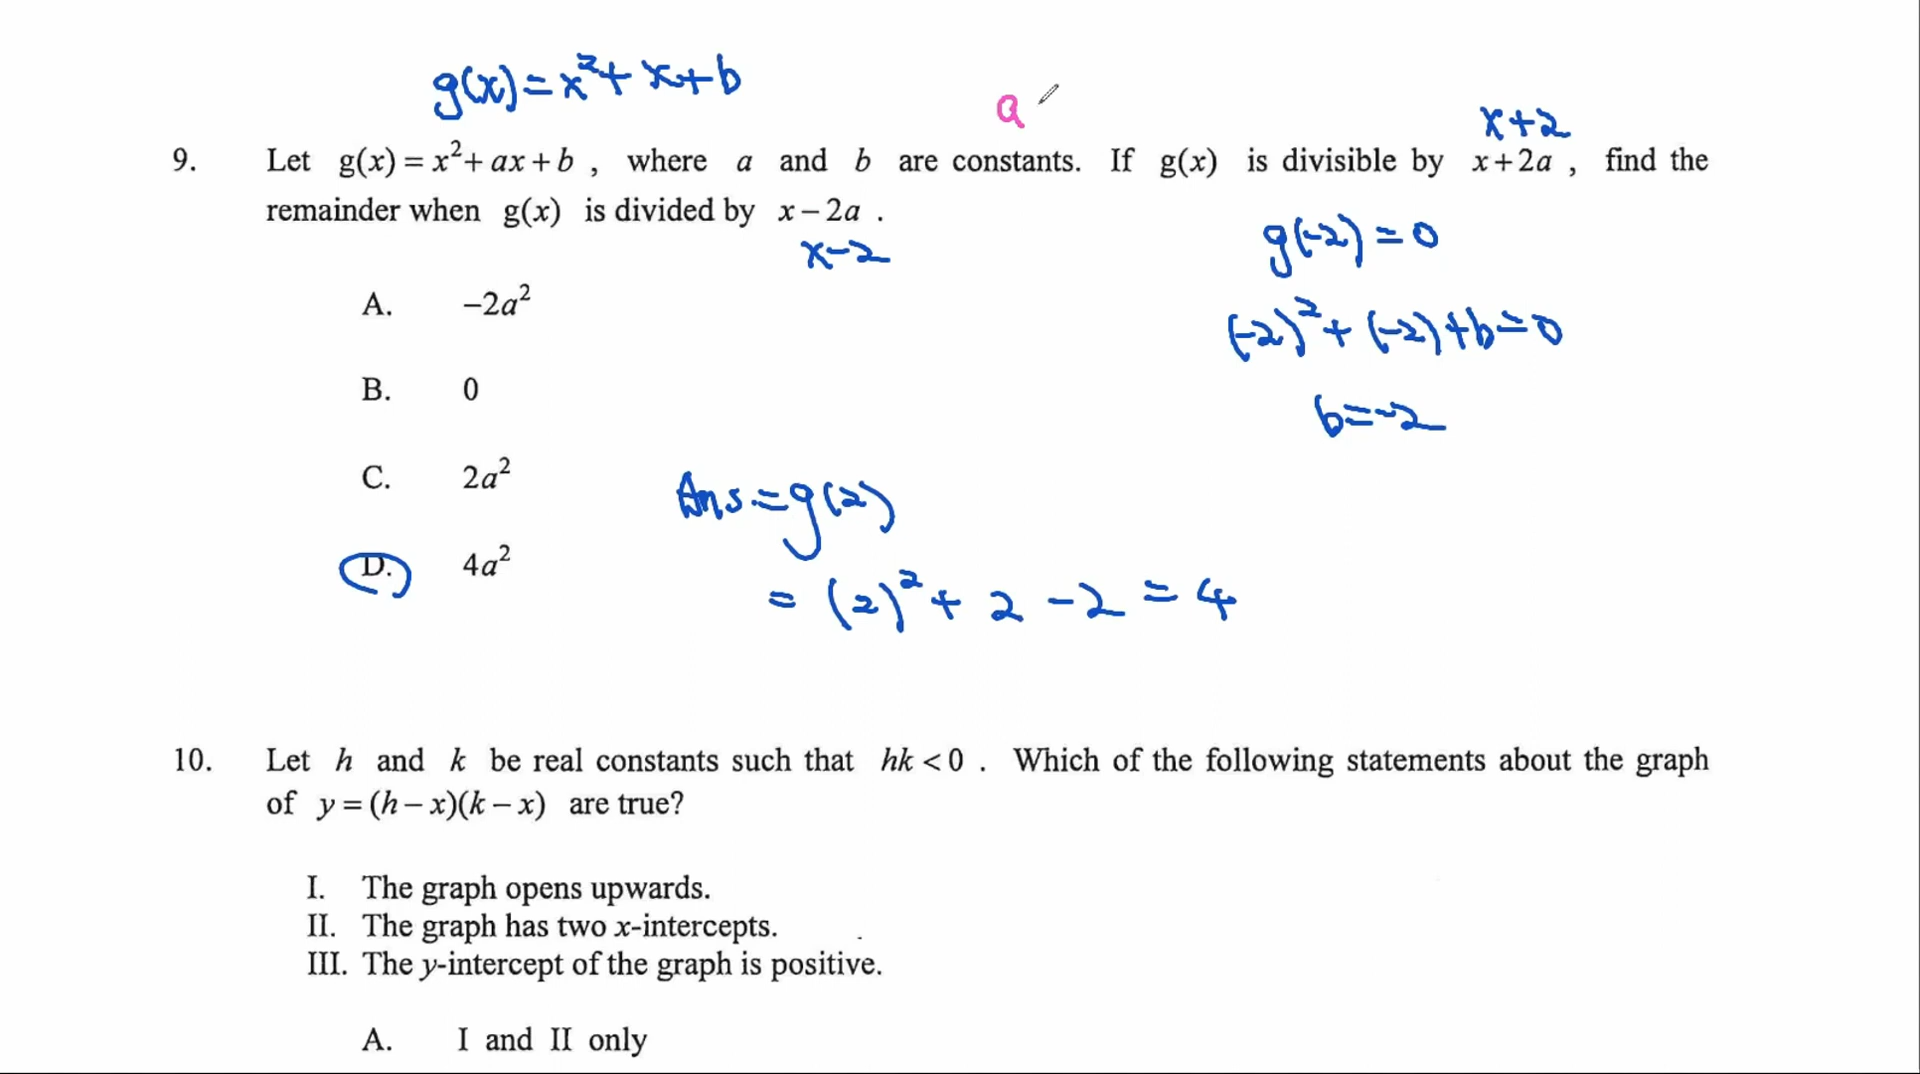 g(x)=x²+x+b
a
x+2
9. Let g(x)=x²+ax+b , where a and b are constants. If g(x) is divisible by x+2a , find the
remainder when g(x) is divided by x−2a .
x-2
g(-2)=0
A. −2a²
(-2)²+(-2)+b=0
B. 0
b=-2
C. 2a²
Ans=g(2)
D. 4a²
=(2)²+2-2=4
10. Let h and k be real constants such that hk<0 . Which of the following statements about the graph
of y=(h−x)(k−x) are true?
I. The graph opens upwards.
II. The graph has two x-intercepts.
III. The y-intercept of the graph is positive.
A. I and II only